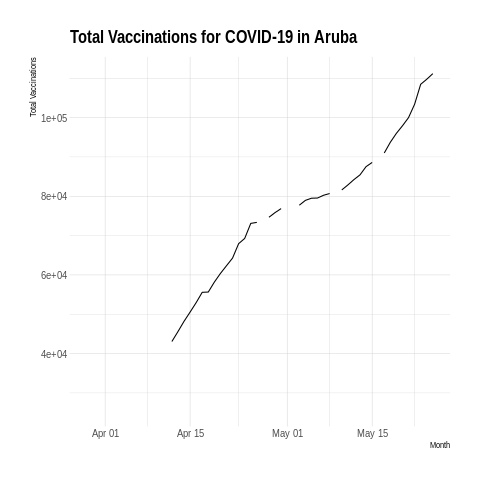 Total Vaccinations for COVID-19 in Aruba
Total Vaccinations
1e+05
8e+04
6e+04
4e+04
Apr 01
Apr 15
May 01
May 15
Month